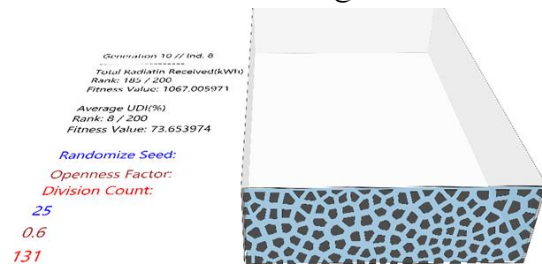 Generation 10 // Ind. 8
--------------------
Total Radiatin Received(kWh)
Rank: 185 / 200
Fitness Value: 1067.005971
Average UDI(%)
Rank: 8 / 200
Fitness Value: 73.653974
Randomize Seed:
Openness Factor:
Division Count:
25
0.6
131